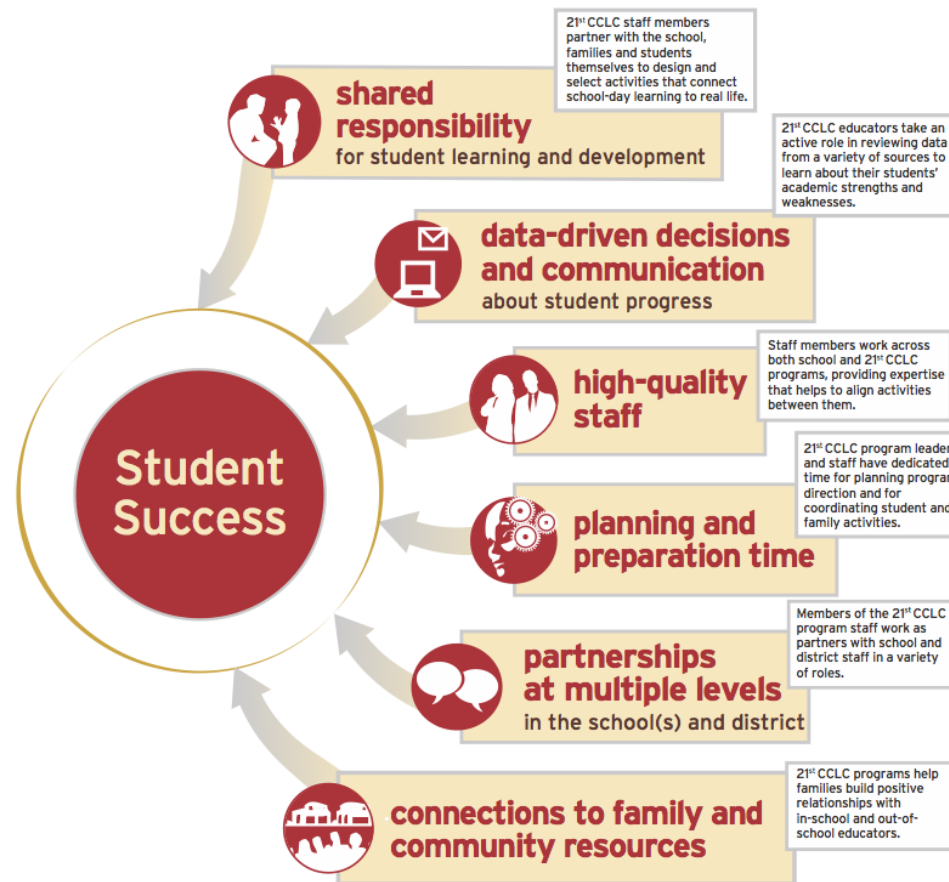 21st CCLC staff members
partner with the school,
families and students
themselves to design and
select activities that connect
school-day learning to real life.
shared
responsibility
for student learning and development
21st CCLC educators take an
active role in reviewing data
from a variety of sources to
learn about their students’
academic strengths and
weaknesses.
data-driven decisions
and communication
about student progress
Staff members work across
both school and 21st CCLC
programs, providing expertise
that helps to align activities
between them.
high-quality
staff
21st CCLC program leader
and staff have dedicated
time for planning program
direction and for
coordinating student and
family activities.
planning and
preparation time
Student
Success
Members of the 21st CCLC
program staff work as
partners with school and
district staff in a variety
of roles.
partnerships
at multiple levels
in the school(s) and district
21st CCLC programs help
families build positive
relationships with
in-school and out-of-
school educators.
connections to family and
community resources